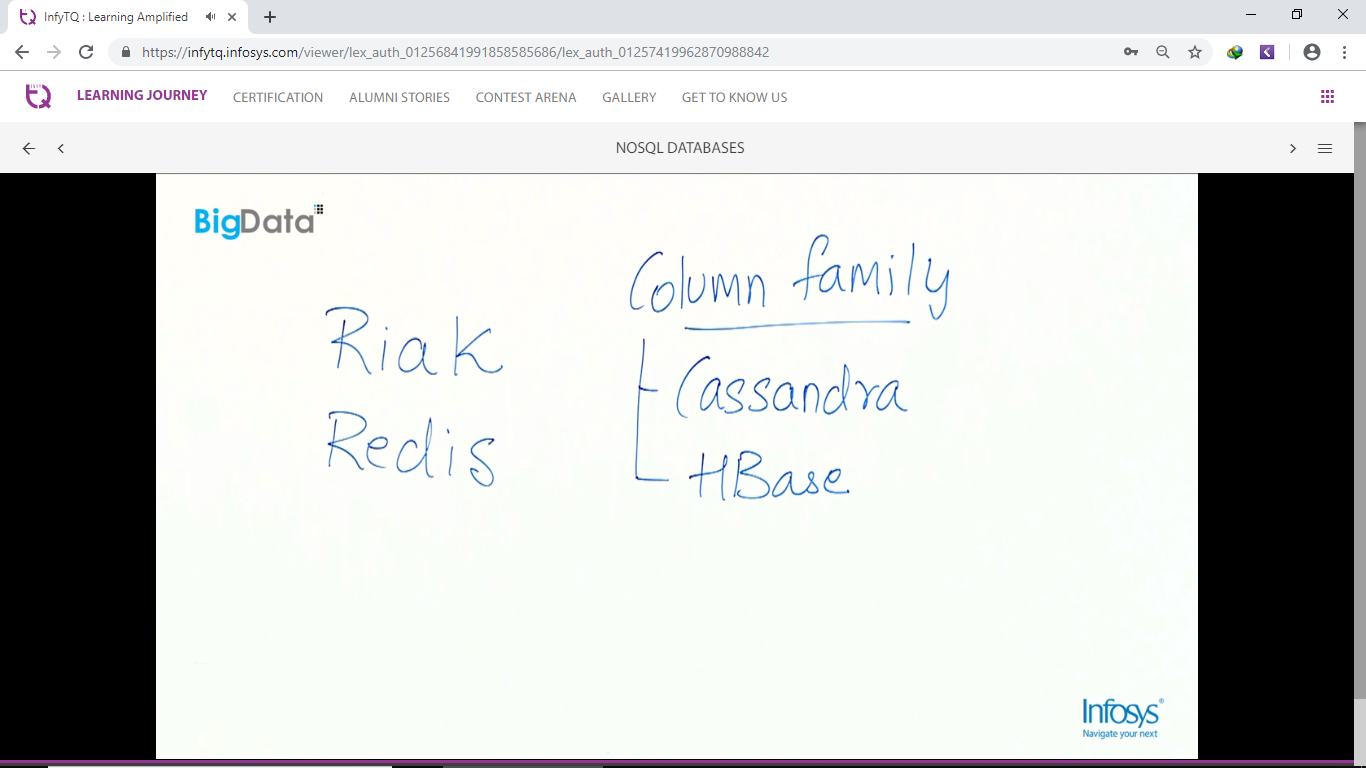 InfyTQ : Learning Amplified
https://infytq.infosys.com/viewer/lex_auth_01256841991858585686/lex_auth_01257419962870988842
LEARNING JOURNEY CERTIFICATION ALUMNI STORIES CONTEST ARENA GALLERY GET TO KNOW US
NOSQL DATABASES
BigData
Column family
Riak
Cassandra
Redis
HBase
Infosys®
Navigate your next